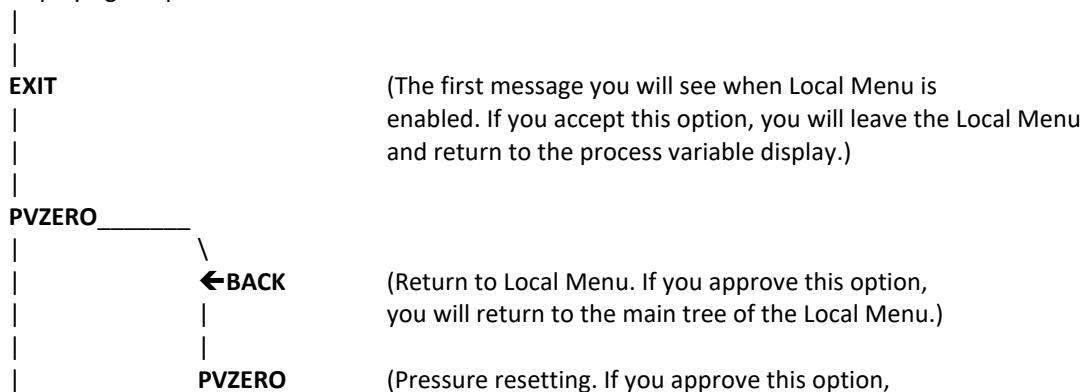 |
|
EXIT (The first message you will see when Local Menu is
| enabled. If you accept this option, you will leave the Local Menu
| and return to the process variable display.)
|
PVZERO_______
| \
| ←BACK (Return to Local Menu. If you approve this option,
| | you will return to the main tree of the Local Menu.)
| |
| PVZERO (Pressure resetting. If you approve this option,